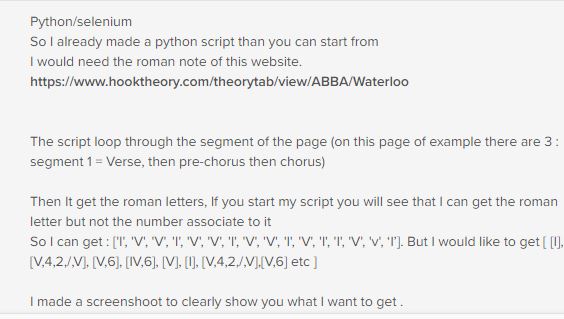 Python/selenium
So I already made a python script than you can start from
I would need the roman note of this website.
https://www.hooktheory.com/theorytab/view/ABBA/Waterloo
The script loop through the segment of the page (on this page of example there are 3 :
segment 1 = Verse, then pre-chorus then chorus)
Then It get the roman letters, If you start my script you will see that I can get the roman
letter but not the number associate to it
So I can get : ['I', 'V', 'V', 'I', 'V', 'V', 'I', 'V', 'V', 'I', 'V', 'I', 'I', 'V', 'v', 'I']. But I would like to get [ [I],
[V,4,2,/,V], [V,6], [IV,6], [V], [I], [V,4,2,/,V],[V,6] etc ]
I made a screenshoot to clearly show you what I want to get .